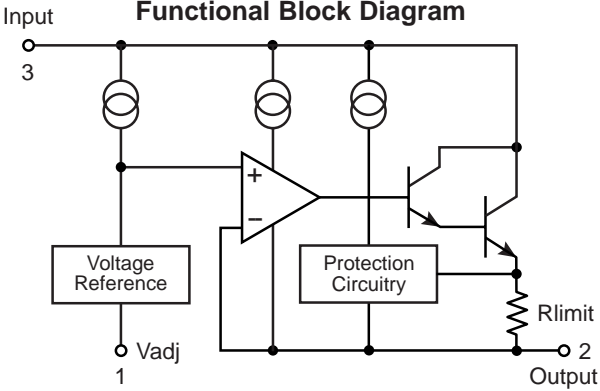 Functional Block Diagram
Input
3
+
−
Voltage
Reference
Protection
Circuitry
Rlimit
Vadj
1
2
Output